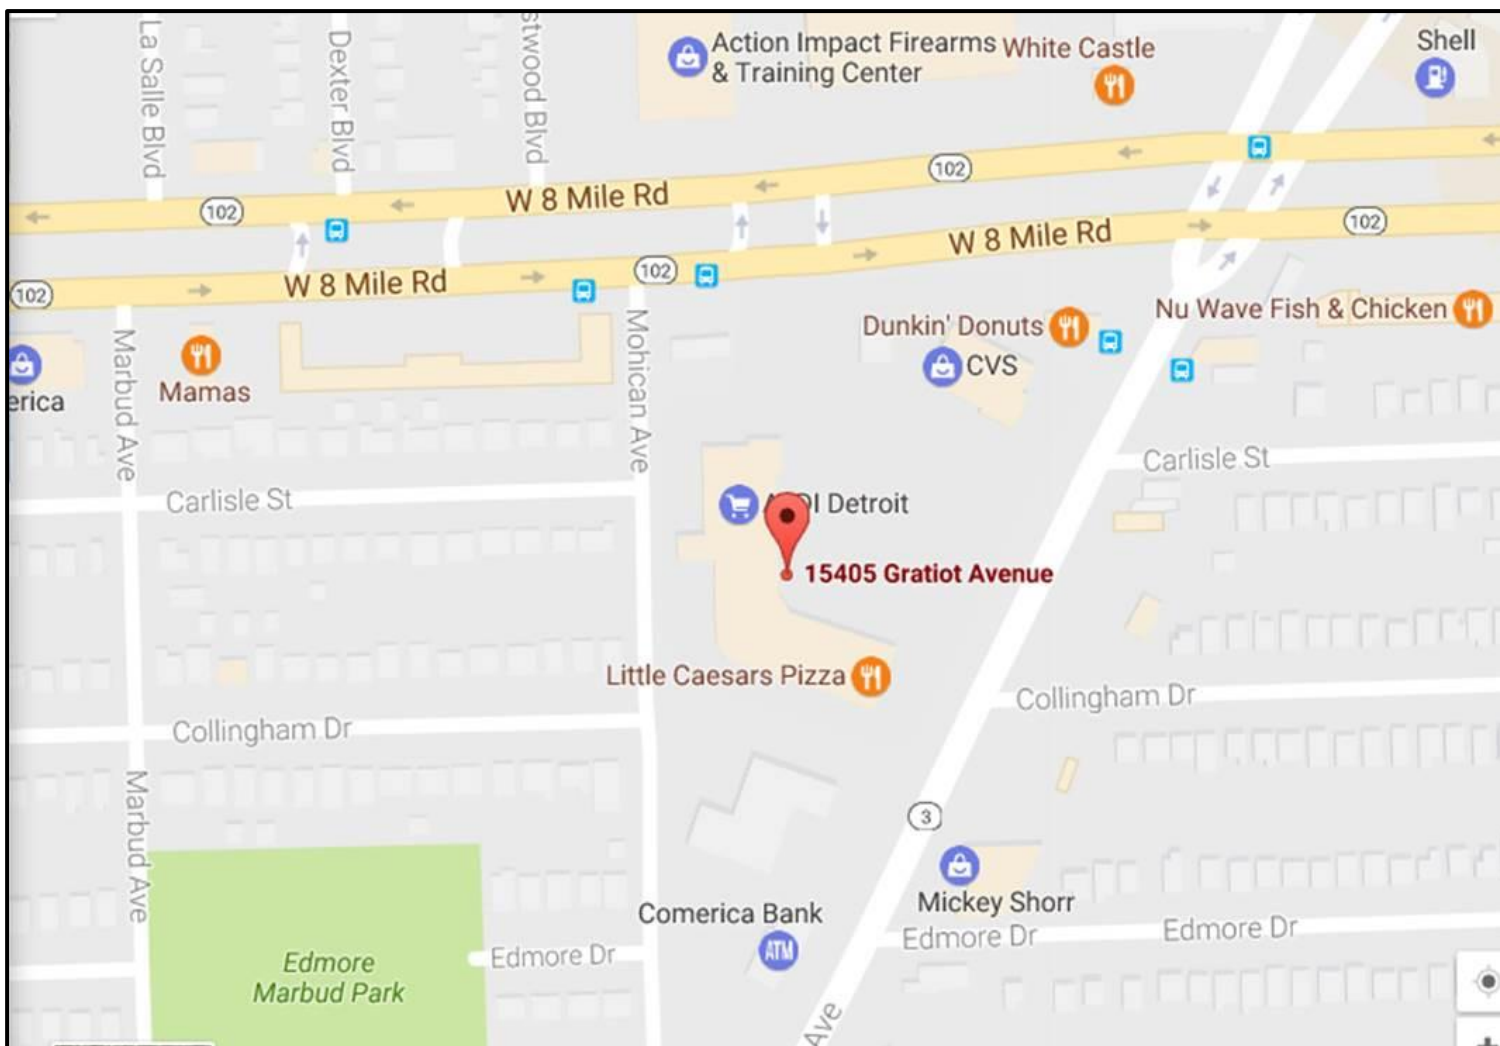 La Salle Blvd
Dexter Blvd
stwood Blvd
Action Impact Firearms
& Training Center
White Castle
Shell
102
102
102
102
102
W 8 Mile Rd
W 8 Mile Rd
W 8 Mile Rd
Nu Wave Fish & Chicken
Dunkin' Donuts
CVS
erica
Mamas
Marbud Ave
Mohican Ave
Carlisle St
Carlisle St
DI Detroit
15405 Gratiot Avenue
Little Caesars Pizza
Collingham Dr
Collingham Dr
Marbud Ave
3
Mickey Shorr
Comerica Bank
ATM
Edmore Dr
Edmore Dr
Edmore Dr
Edmore
Marbud Park
Ave